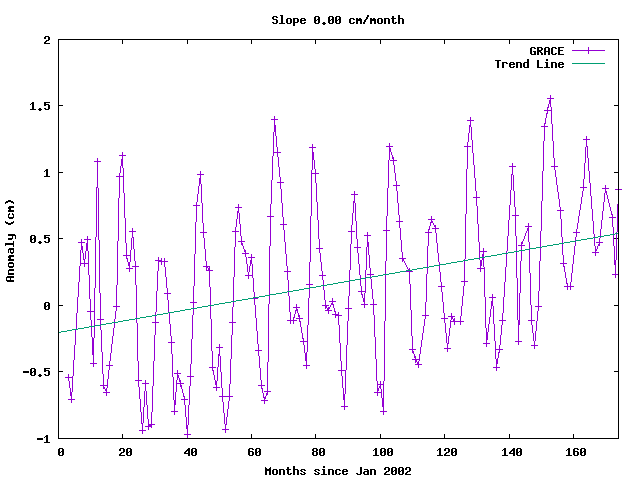 Slope 0.00 cm/month
2
GRACE
Trend Line
1.5
1
0.5
0
-0.5
-1
Anomaly (cm)
0 20 40 60 80 100 120 140 160
Months since Jan 2002